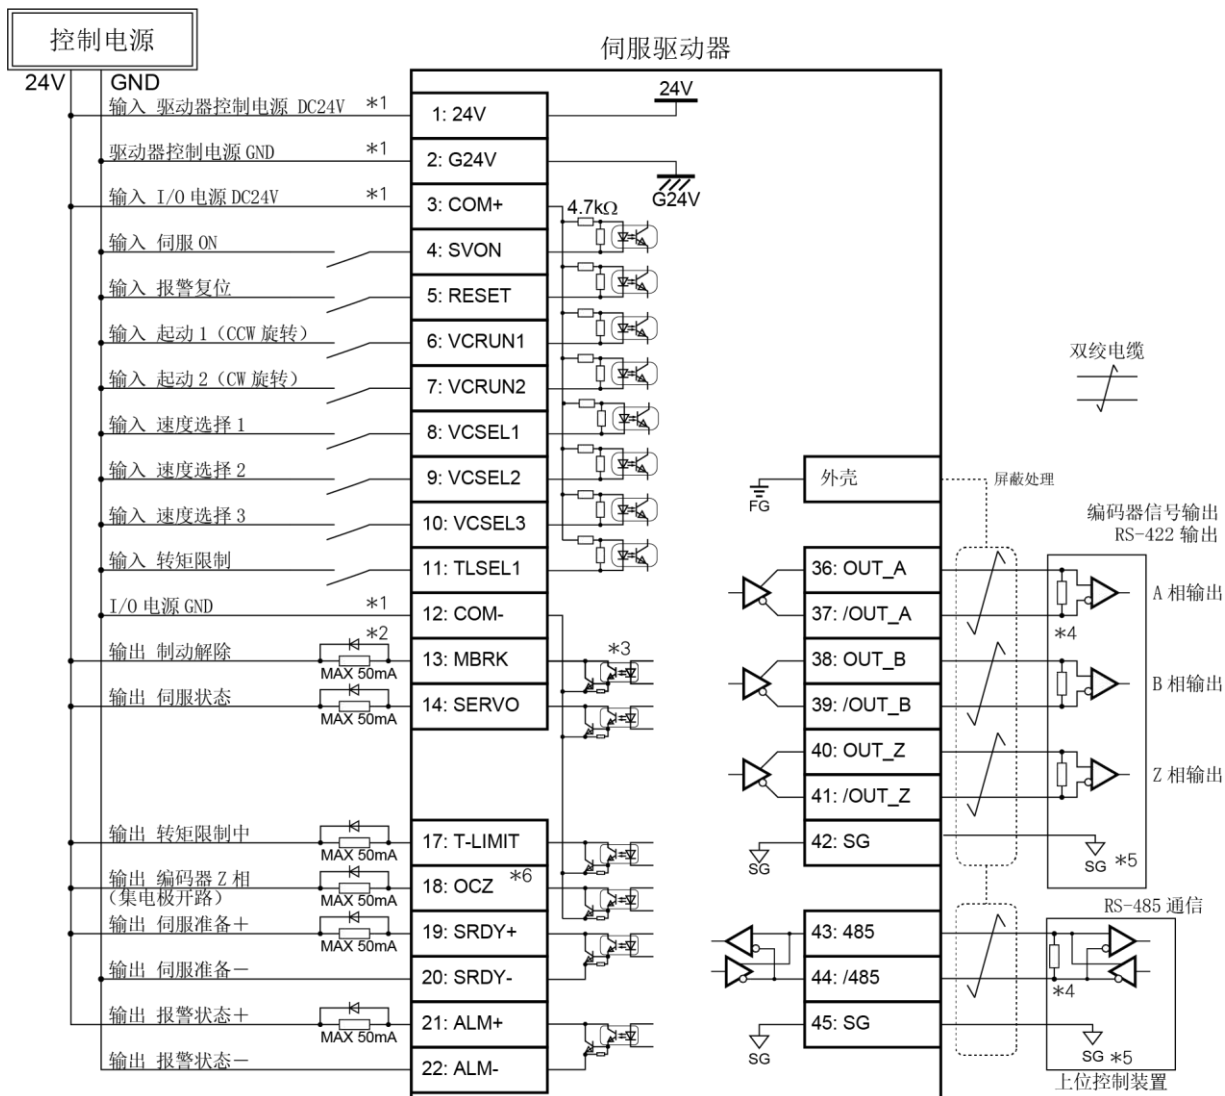 控制电源
伺服驱动器
24V
GND
24V
输入 驱动器控制电源 DC24V *1
1: 24V
驱动器控制电源 GND *1
2: G24V
G24V
输入 I/O 电源 DC24V *1
3: COM+
4.7kΩ
输入 伺服 ON
4: SVON
输入 报警复位
5: RESET
输入 起动 1（CCW 旋转）
6: VCRUN1
输入 起动 2（CW 旋转）
7: VCRUN2
输入 速度选择 1
8: VCSEL1
输入 速度选择 2
9: VCSEL2
输入 速度选择 3
10: VCSEL3
输入 转矩限制
11: TLSEL1
I/O 电源 GND *1
12: COM-
*2
输出 制动解除
MAX 50mA
13: MBRK
*3
输出 伺服状态
MAX 50mA
14: SERVO
输出 转矩限制中
MAX 50mA
17: T-LIMIT
输出 编码器 Z 相
（集电极开路）
MAX 50mA
18: OCZ *6
输出 伺服准备＋
MAX 50mA
19: SRDY+
输出 伺服准备－
20: SRDY-
输出 报警状态＋
MAX 50mA
21: ALM+
输出 报警状态－
22: ALM-
双绞电缆
外壳
FG
屏蔽处理
编码器信号输出
RS-422 输出
36: OUT_A
37: /OUT_A
*4
A 相输出
38: OUT_B
39: /OUT_B
B 相输出
40: OUT_Z
41: /OUT_Z
Z 相输出
42: SG
SG
SG *5
RS-485 通信
43: 485
44: /485
*4
45: SG
SG
SG *5
上位控制装置